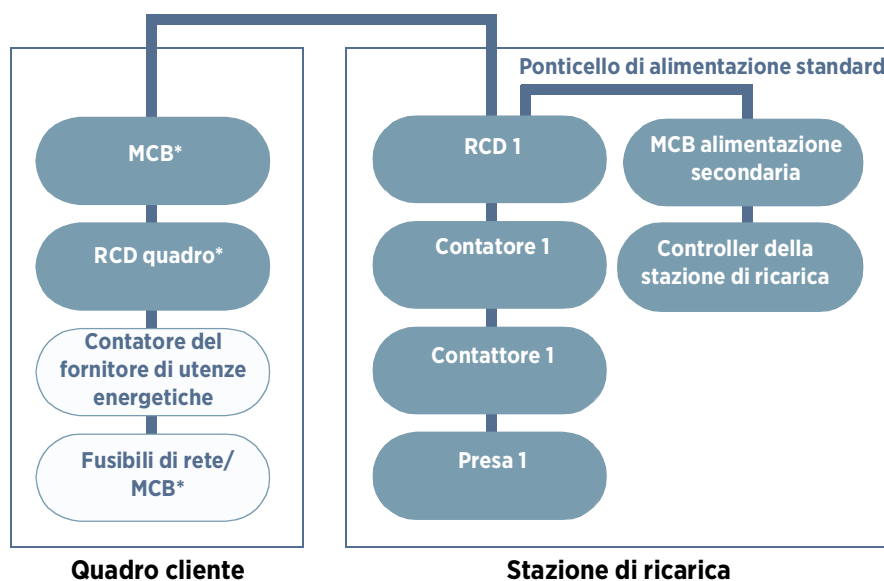 Ponticello di alimentazione standard
MCB*
RCD quadro*
Contatore del
fornitore di utenze
energetiche
Fusibili di rete/
MCB*
RCD 1
Contatore 1
Contattore 1
Presa 1
MCB alimentazione
secondaria
Controller della
stazione di ricarica
Quadro cliente
Stazione di ricarica